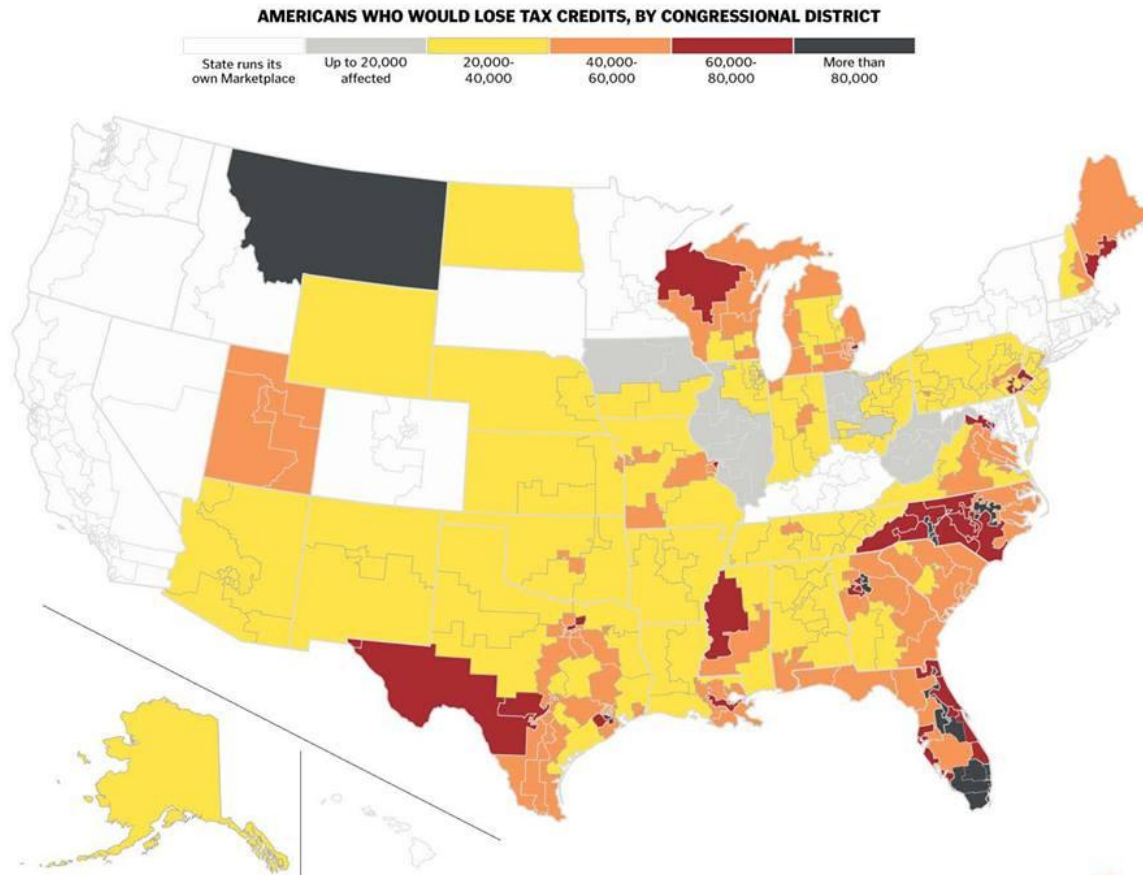 AMERICANS WHO WOULD LOSE TAX CREDITS, BY CONGRESSIONAL DISTRICT
State runs its
own Marketplace
Up to 20,000
affected
20,000-
40,000
40,000-
60,000
60,000-
80,000
More than
80,000